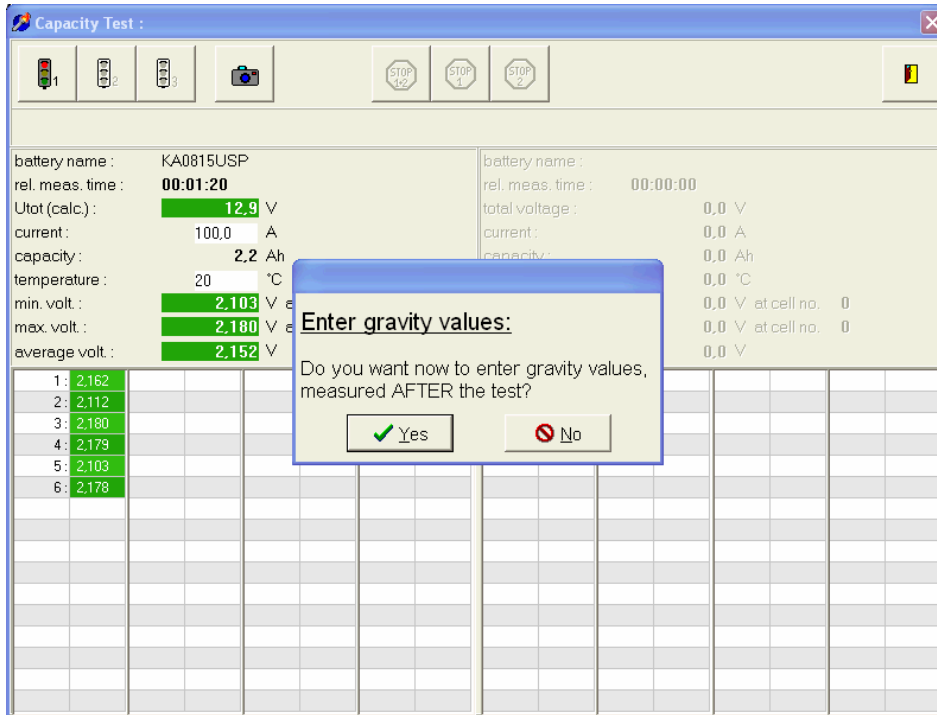 Capacity Test :
1 2 3 STOP 1+2 STOP 1 STOP 2
battery name : KA0815USP
rel. meas. time : 00:01:20
Utot (calc.) : 12,9 V
current : 100,0 A
capacity : 2,2 Ah
temperature : 20 °C
min. volt. : 2,103 V
max. volt. : 2,180 V
average volt. : 2,152 V
battery name :
rel. meas. time : 00:00:00
total voltage : 0,0 V
current : 0,0 A
capacity : 0,0 Ah
0,0 °C
0,0 V at cell no. 0
0,0 V at cell no. 0
0,0 V
Enter gravity values:
Do you want now to enter gravity values,
measured AFTER the test?
Yes No
1 : 2,162
2 : 2,112
3 : 2,180
4 : 2,179
5 : 2,103
6 : 2,178